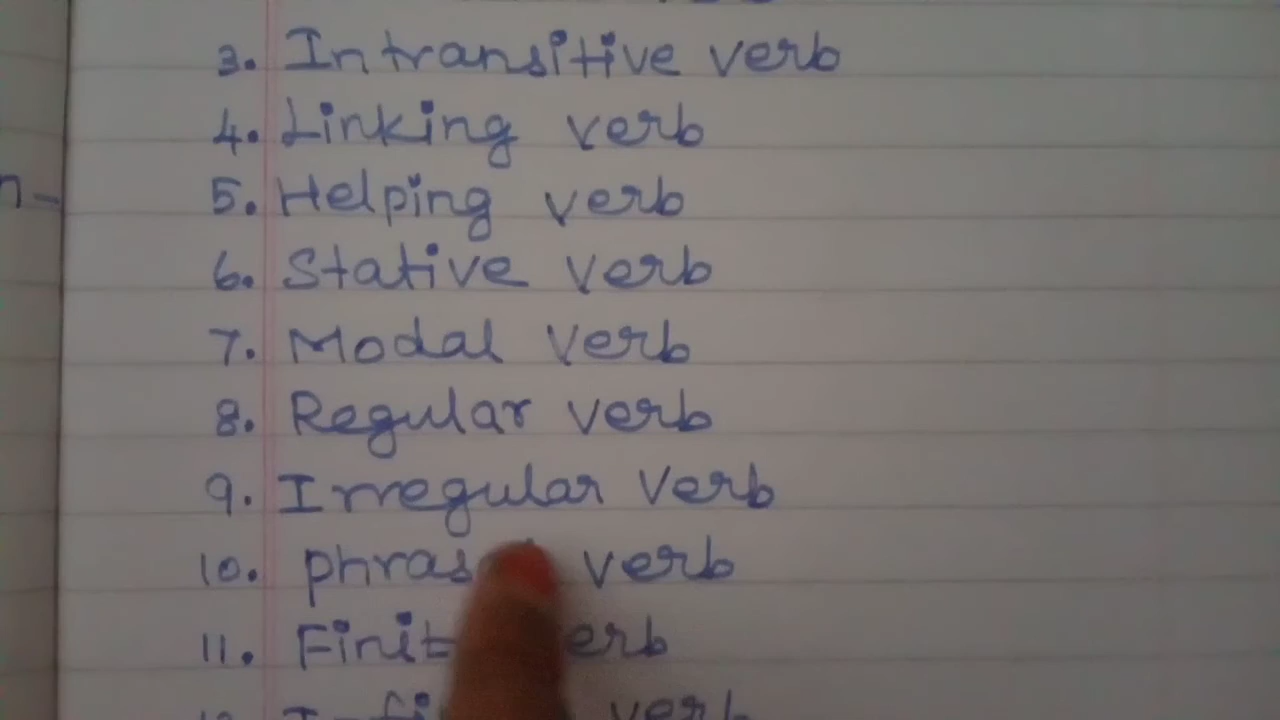 3. Intransitive verb
4. Linking verb
5. Helping verb
n-
6. Stative verb
7. Modal verb
8. Regular verb
9. Irregular verb
10. verb
11.
verb